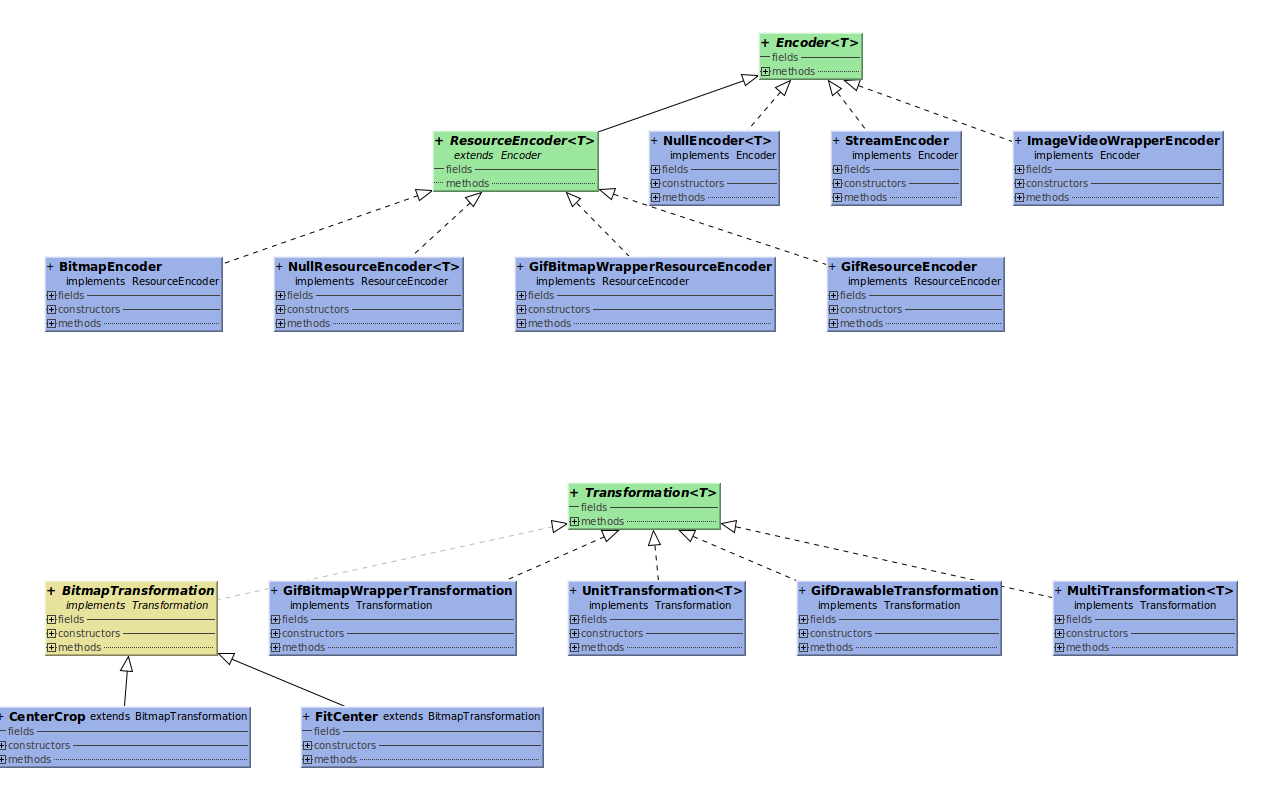 + Encoder<T>
fields
methods
+ ResourceEncoder<T>
extends Encoder
fields
methods
+ NullEncoder<T>
implements Encoder
fields
constructors
methods
+ StreamEncoder
implements Encoder
fields
constructors
methods
+ ImageVideoWrapperEncoder
implements Encoder
fields
constructors
methods
+ BitmapEncoder
implements ResourceEncoder
fields
constructors
methods
+ NullResourceEncoder<T>
implements ResourceEncoder
fields
constructors
methods
+ GifBitmapWrapperResourceEncoder
implements ResourceEncoder
fields
constructors
methods
+ GifResourceEncoder
implements ResourceEncoder
fields
constructors
methods
+ Transformation<T>
fields
methods
+ BitmapTransformation
implements Transformation
fields
constructors
methods
+ GifBitmapWrapperTransformation
implements Transformation
fields
constructors
methods
+ UnitTransformation<T>
implements Transformation
fields
constructors
methods
+ GifDrawableTransformation
implements Transformation
fields
constructors
methods
+ MultiTransformation<T>
implements Transformation
fields
constructors
methods
+ CenterCrop extends BitmapTransformation
fields
constructors
methods
+ FitCenter extends BitmapTransformation
fields
constructors
methods